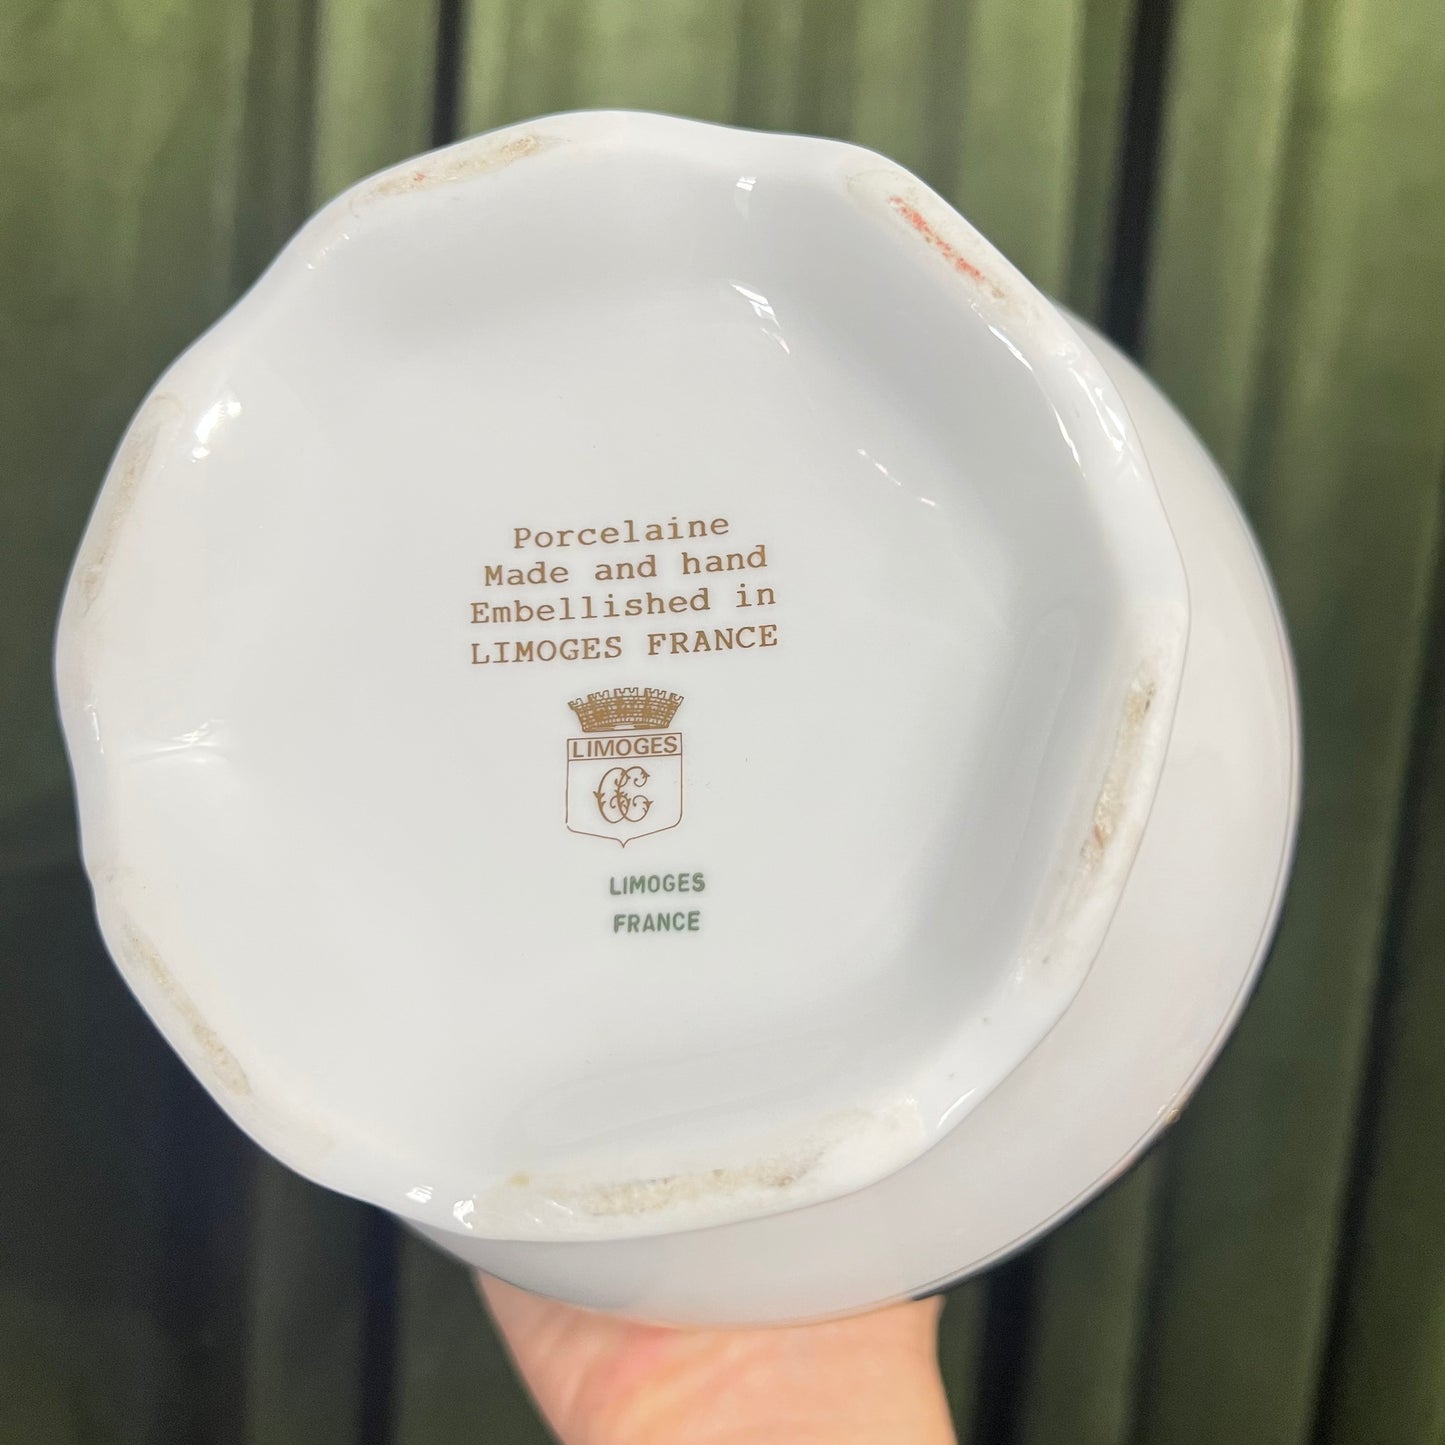 Porcelaine
Made and hand
Embellished in
LIMOGES FRANCE
LIMOGES
LIMOGES
FRANCE